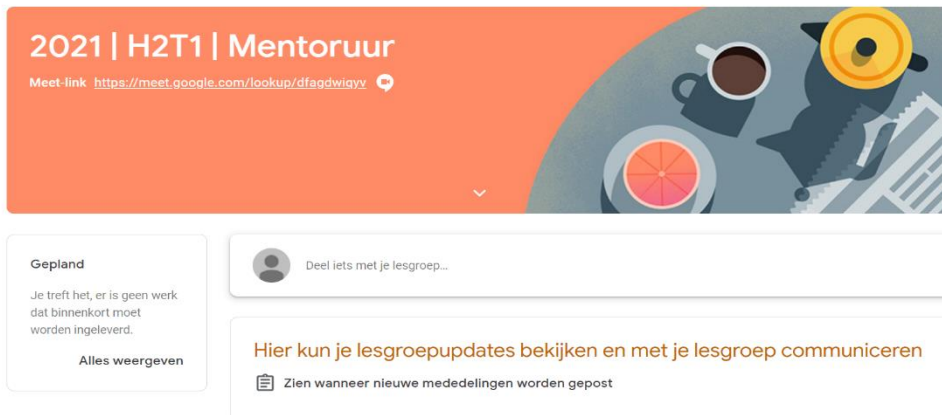 2021 | H2T1 | Mentoruur
Meet-link https://meet.google.com/lookup/dfagdwigyv
Gepland
Je treft het, er is geen werk
dat binnenkort moet
worden ingeleverd.
Alles weergeven
Deel iets met je lesgroep...
Hier kun je lesgroepupdates bekijken en met je lesgroep communiceren
Zien wanneer nieuwe mededelingen worden gepost